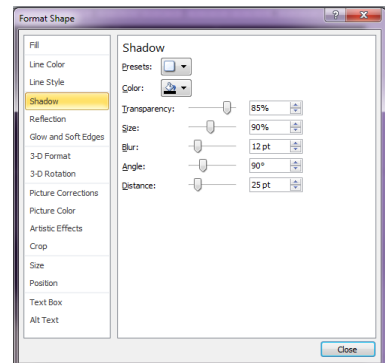 Format Shape
Fill
Line Color
Line Style
Shadow
Reflection
Glow and Soft Edges
3-D Format
3-D Rotation
Picture Corrections
Picture Color
Artistic Effects
Crop
Size
Position
Text Box
Alt Text
Shadow
Presets:
Color:
Transparency: 85%
Size: 90%
Blur: 12 pt
Angle: 90°
Distance: 25 pt
Close